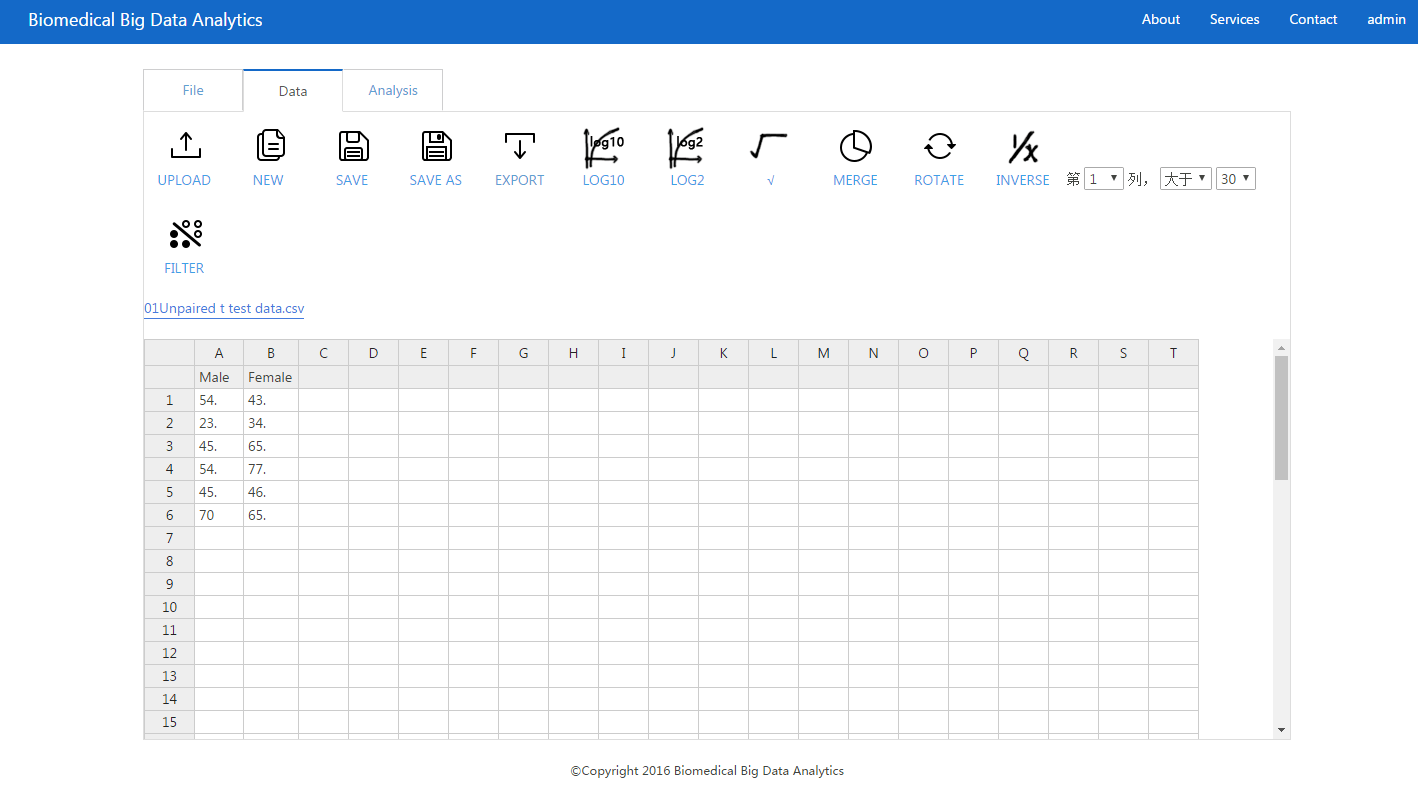 Biomedical Big Data Analytics About Services Contact admin
File Data Analysis
log10 log2
UPLOAD NEW SAVE SAVE AS EXPORT LOG10 LOG2 √ MERGE ROTATE INVERSE 第 1 列， 大于 30
FILTER
01Unpaired t test data.csv
A B C D E F G H I J K L M N O P Q R S T
Male Female
1 54. 43.
2 23. 34.
3 45. 65.
4 54. 77.
5 45. 46.
6 70 65.
7
8
9
10
11
12
13
14
15
©Copyright 2016 Biomedical Big Data Analytics